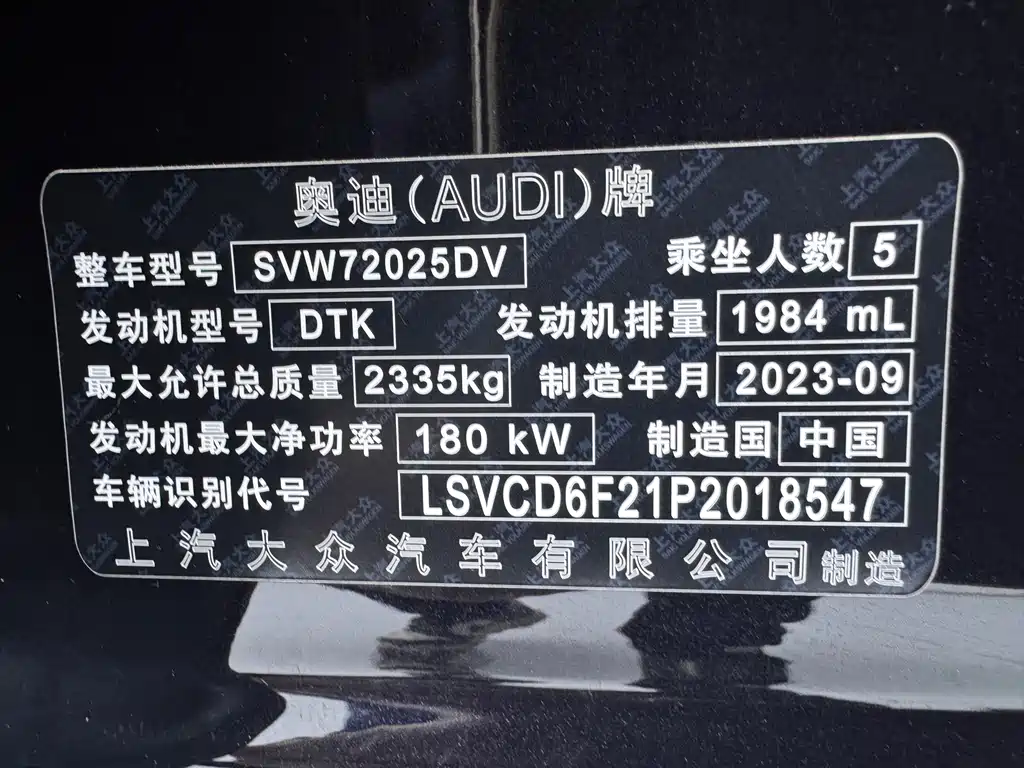 奥迪(AUDI)牌
整车型号 SVW72025DV 乘坐人数 5
发动机型号 DTK 发动机排量 1984 mL
最大允许总质量 2335kg 制造年月 2023-09
发动机最大净功率 180 kW 制造国 中国
车辆识别代号 LSVCD6F21P2018547
上汽大众汽车有限公司 制造